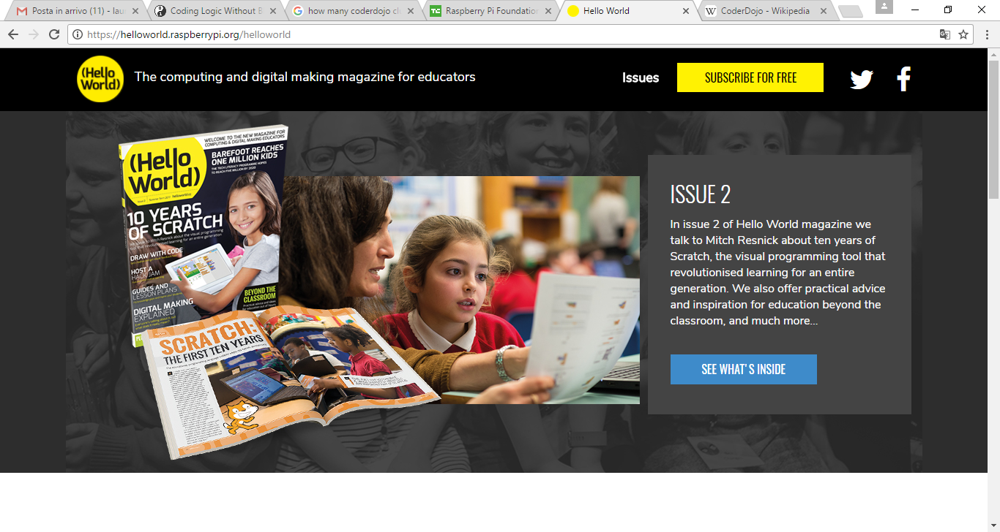 Posta in arrivo (11) - lau
Coding Logic Without B
how many coderdojo cl
Raspberry Pi Foundation
Hello World
CoderDojo - Wikipedia
https://helloworld.raspberrypi.org/helloworld
(Hello
World)
The computing and digital making magazine for educators
Issues
SUBSCRIBE FOR FREE
WELCOME TO THE NEW MAGAZINE FOR
COMPUTING & DIGITAL MAKING EDUCATORS
(Hello
World)
BAREFOOT REACHES
ONE MILLION KIDS
THE TECH LITERACY PROGRAMME HOPES
TO REACH FIVE MILLION BY 2020
10 YEARS
OF SCRATCH
DRAW WITH CODE
HOST A
HACK JAM
GUIDES AND
LESSON PLANS
DIGITAL MAKING
EXPLAINED
BEYOND THE
CLASSROOM
SCRATCH:
THE FIRST TEN YEARS
ISSUE 2
In issue 2 of Hello World magazine we
talk to Mitch Resnick about ten years of
Scratch, the visual programming tool that
revolutionised learning for an entire
generation. We also offer practical advice
and inspiration for education beyond the
classroom, and much more...
SEE WHAT'S INSIDE